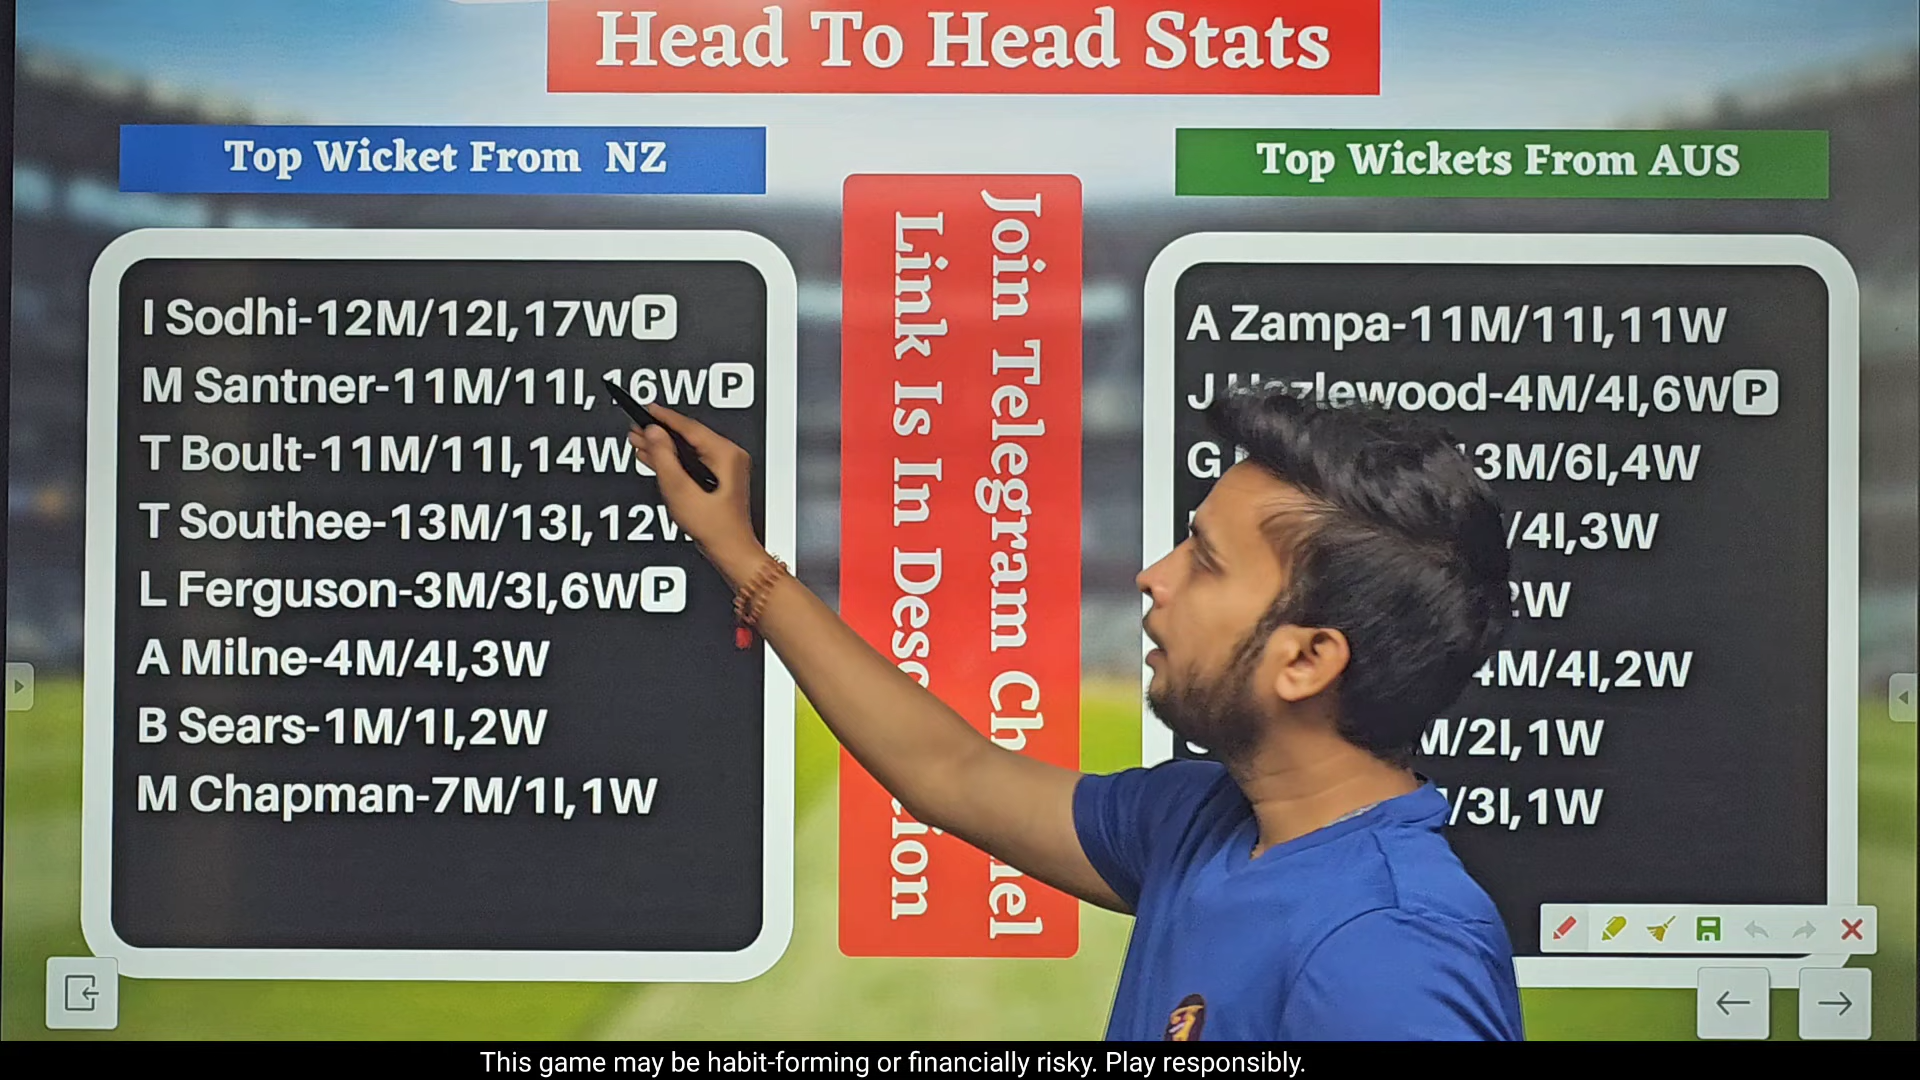 Head To Head Stats
Top Wicket From NZ
I Sodhi-12M/12I,17W P
M Santner-11M/11I,16W P
T Boult-11M/11I,14W
T Southee-13M/13I,12W
L Ferguson-3M/3I,6W P
A Milne-4M/4I,3W
B Sears-1M/1I,2W
M Chapman-7M/1I,1W
Join Telegram Channel
Link Is In Description
Top Wickets From AUS
A Zampa-11M/11I,11W
J Hazlewood-4M/4I,6W P
G 3M/6I,4W
/4I,3W
2W
4M/4I,2W
M/2I,1W
/3I,1W
This game may be habit-forming or financially risky. Play responsibly.